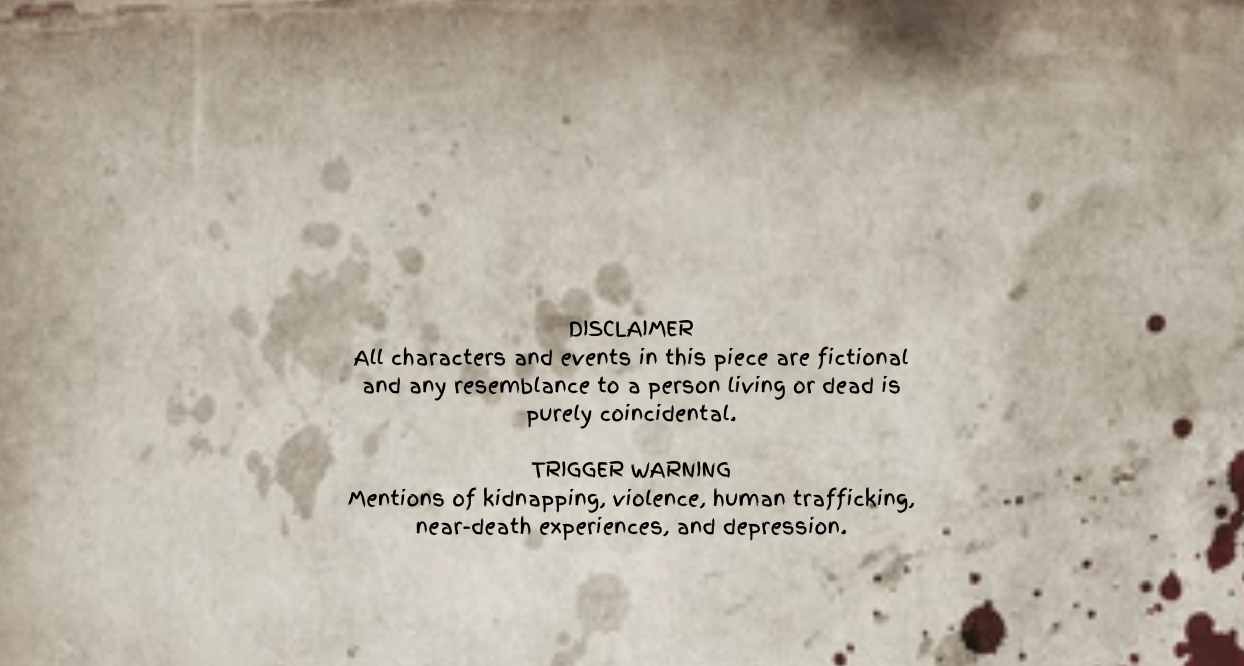 DISCLAIMER
All characters and events in this piece are fictional
and any resemblance to a person living or dead is
purely coincidental.
TRIGGER WARNING
Mentions of kidnapping, violence, human trafficking,
near-death experiences, and depression.